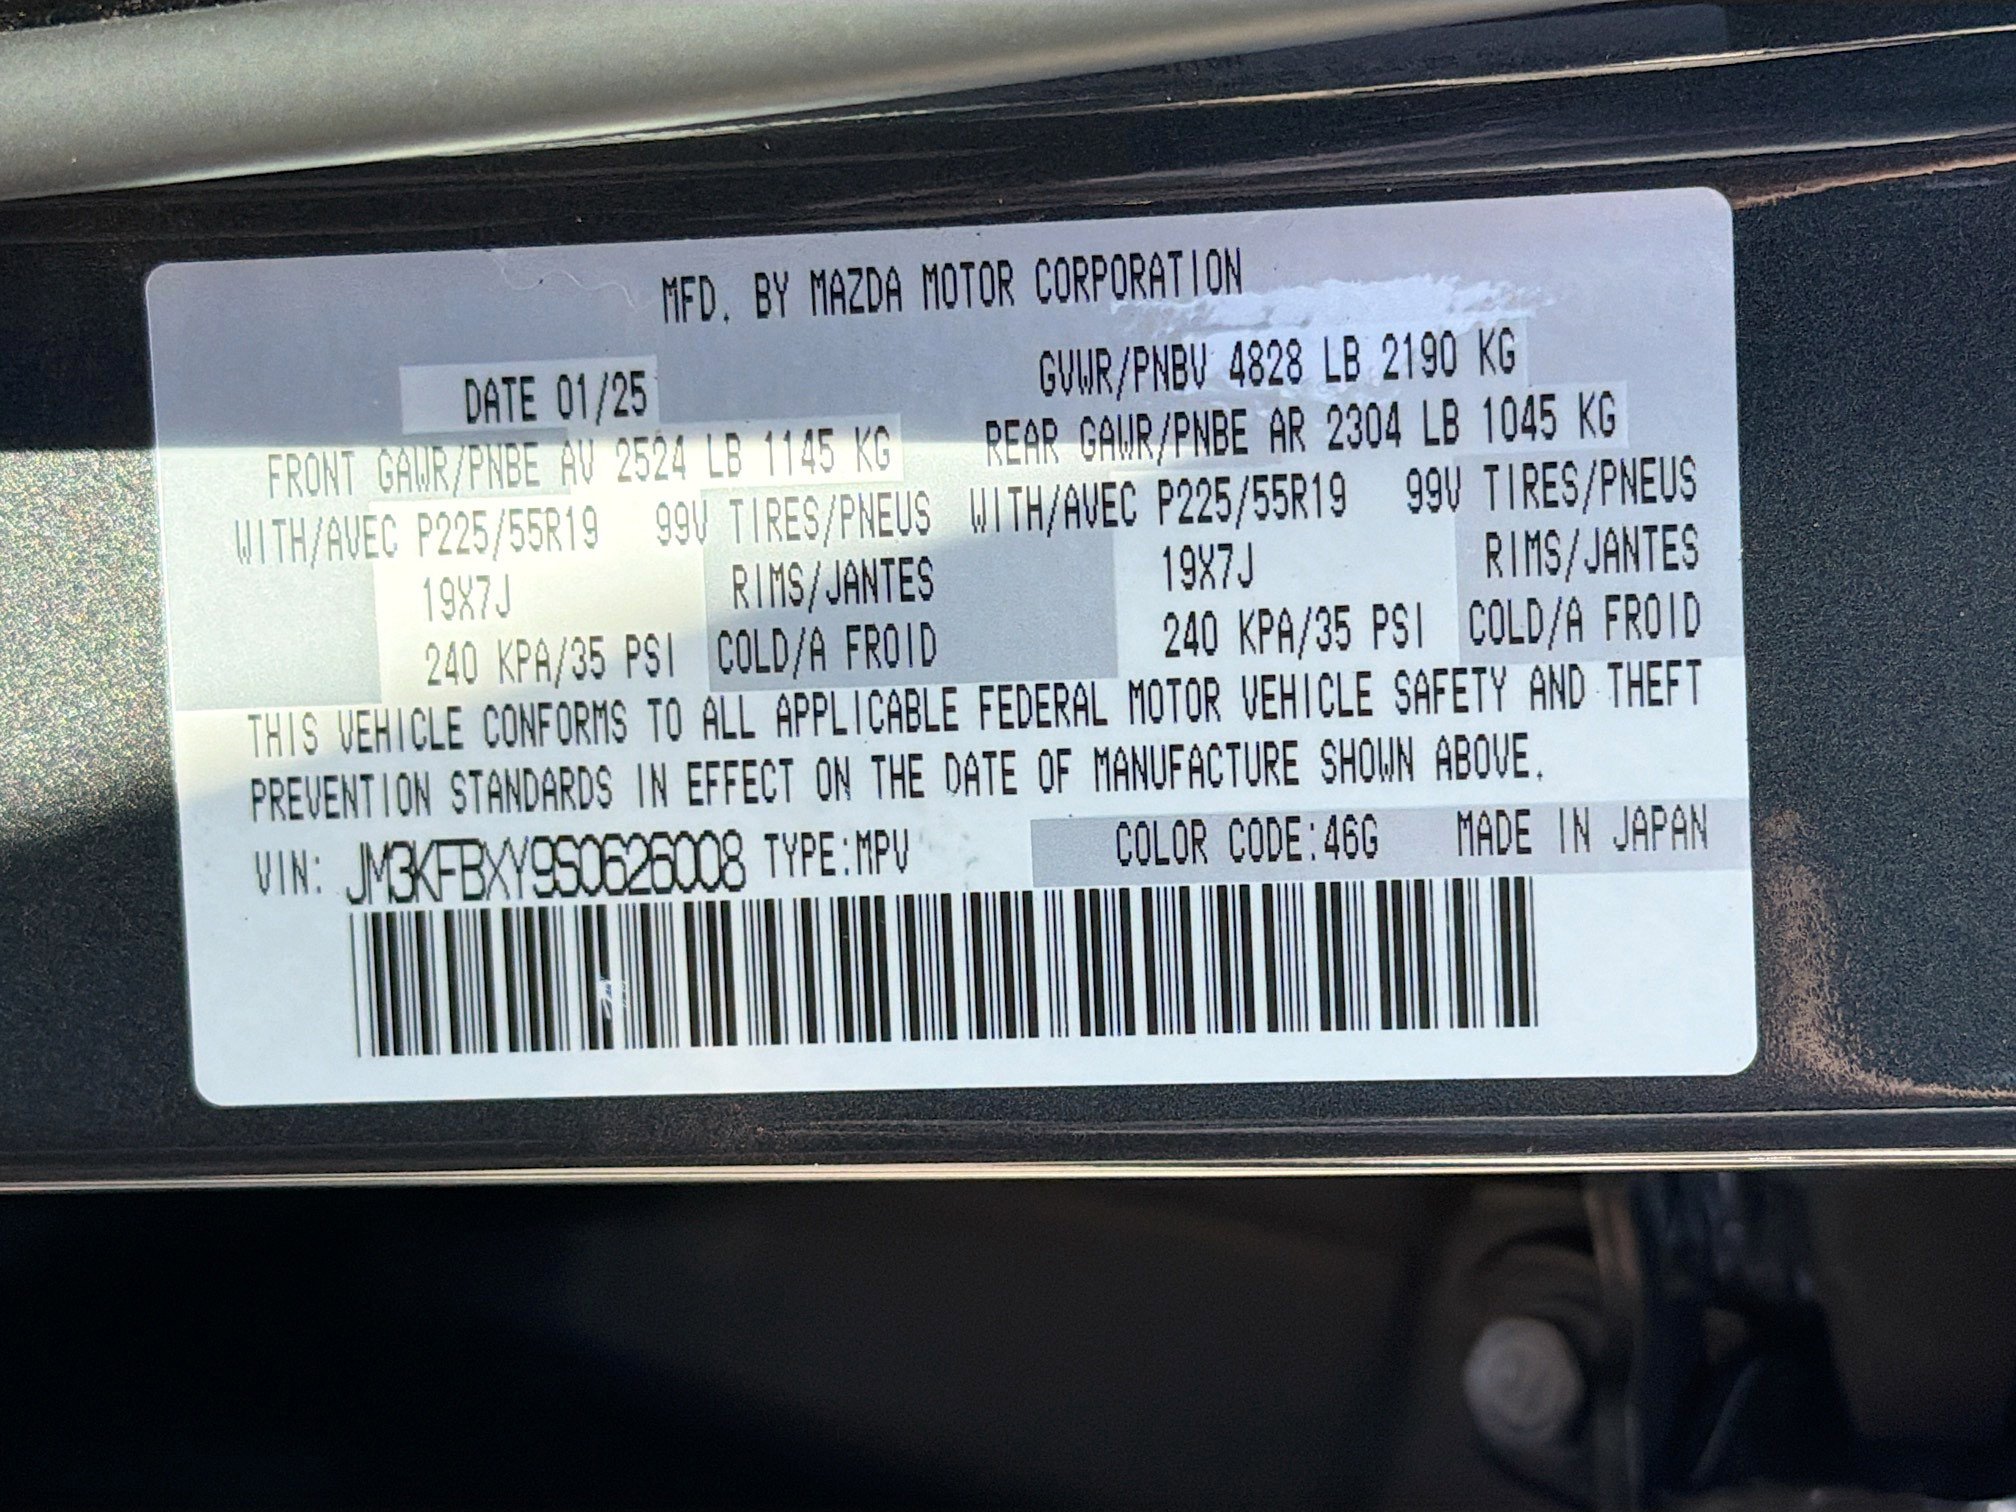 MFD. BY MAZDA MOTOR CORPORATION
DATE 01/25 GVWR/PNBV 4828 LB 2190 KG
FRONT GAWR/PNBE AV 2524 LB 1145 KG REAR GAWR/PNBE AR 2304 LB 1045 KG
WITH/AVEC P225/55R19 99V TIRES/PNEUS WITH/AVEC P225/55R19 99V TIRES/PNEUS
19X7J RIMS/JANTES 19X7J RIMS/JANTES
240 KPA/35 PSI COLD/A FROID 240 KPA/35 PSI COLD/A FROID
THIS VEHICLE CONFORMS TO ALL APPLICABLE FEDERAL MOTOR VEHICLE SAFETY AND THEFT
PREVENTION STANDARDS IN EFFECT ON THE DATE OF MANUFACTURE SHOWN ABOVE.
VIN: JM3KFBXY9S0626008 TYPE:MPV COLOR CODE:46G MADE IN JAPAN